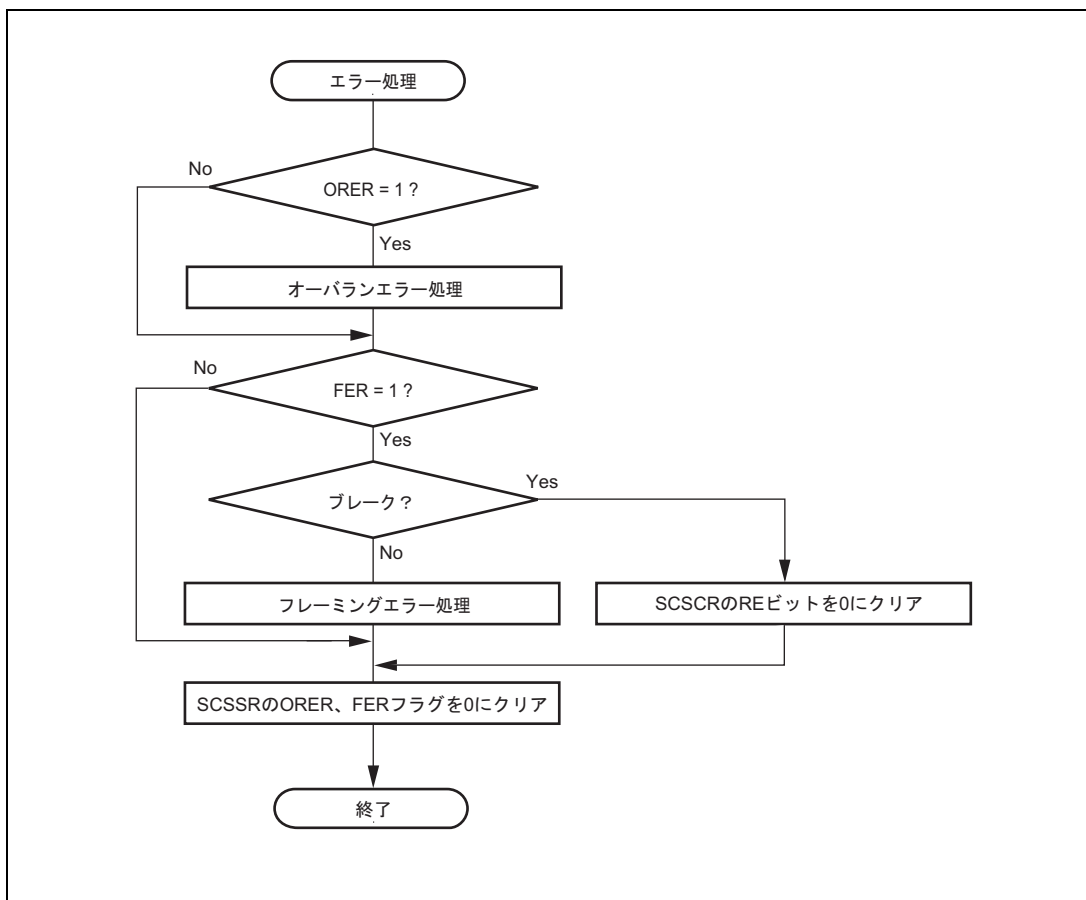 エラー処理
No
ORER = 1 ?
Yes
オーバランエラー処理
No
FER = 1 ?
Yes
ブレーク ?
Yes
No
フレーミングエラー処理
SCSCRのREビットを0にクリア
SCSSRのORER、FERフラグを0にクリア
終了